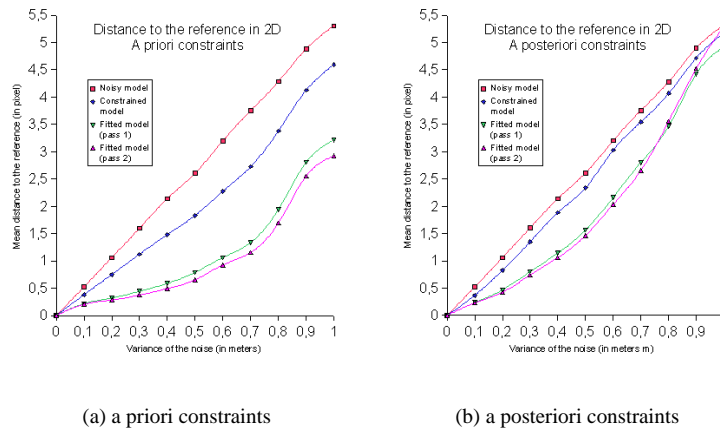 Distance to the reference in 2D
A priori constraints
Noisy model
Constrained
model
Fitted model
(pass 1)
Fitted model
(pass 2)
Mean distance to the reference (in pixel)
5,5
5
4,5
4
3,5
3
2,5
2
1,5
1
0,5
0
0 0,1 0,2 0,3 0,4 0,5 0,6 0,7 0,8 0,9 1
Variance of the noise (in meters)
(a) a priori constraints
Distance to the reference in 2D
A posteriori constraints
Noisy model
Constrained
model
Fitted model
(pass 1)
Fitted model
(pass 2)
Mean distance to the reference (in pixel)
5,5
5
4,5
4
3,5
3
2,5
2
1,5
1
0,5
0
0 0,1 0,2 0,3 0,4 0,5 0,6 0,7 0,8 0,9
Variance of the noise (in meters m)
(b) a posteriori constraints